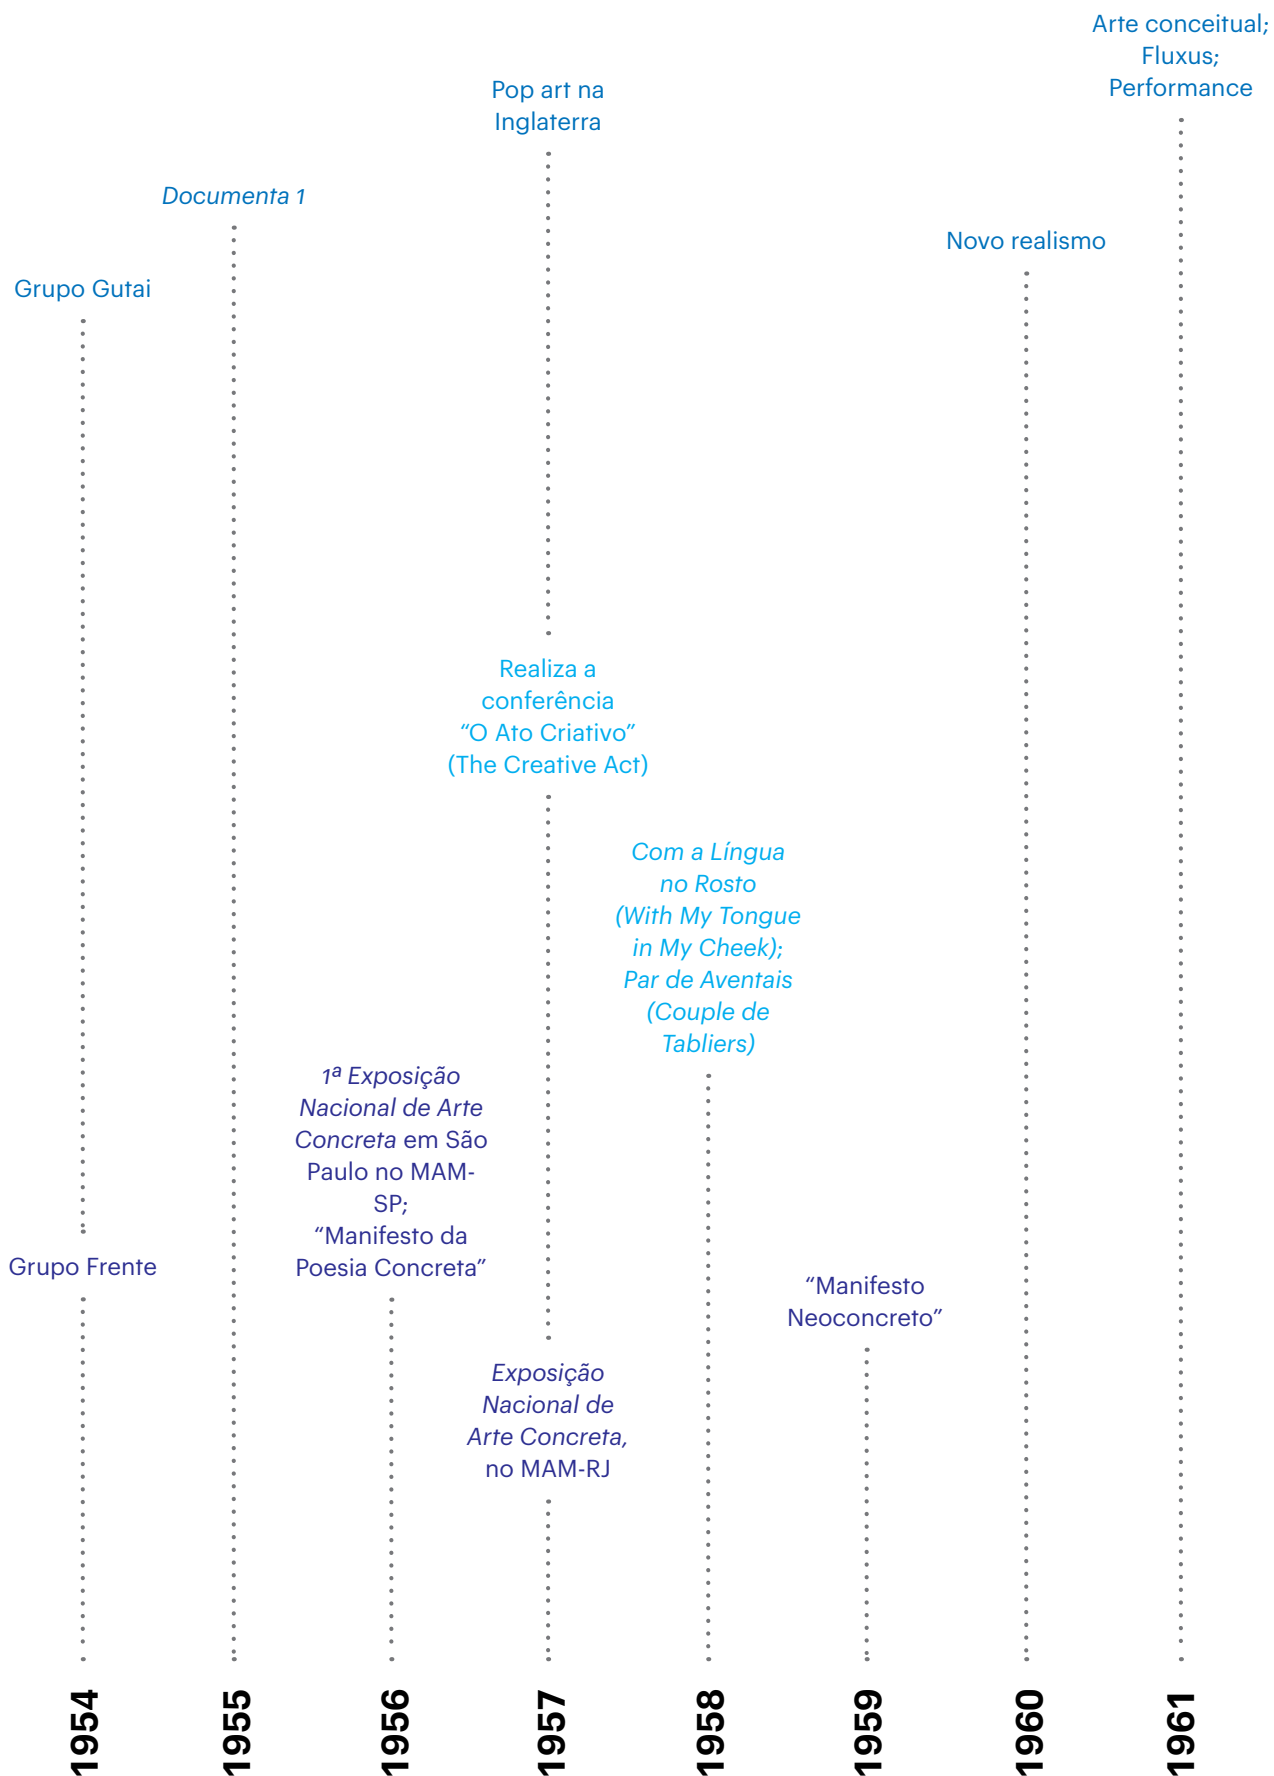 Arte conceitual;
Fluxus;
Performance
Pop art na
Inglaterra
Documenta 1
Novo realismo
Grupo Gutai
Realiza a
conferência
“O Ato Criativo”
(The Creative Act)
Com a Língua
no Rosto
(With My Tongue
in My Cheek);
Par de Aventais
(Couple de
Tabliers)
1ª Exposição
Nacional de Arte
Concreta em São
Paulo no MAM-
SP;
“Manifesto da
Poesia Concreta”
Grupo Frente
“Manifesto
Neoconcreto”
Exposição
Nacional de
Arte Concreta,
no MAM-RJ
1954
1955
1956
1957
1958
1959
1960
1961